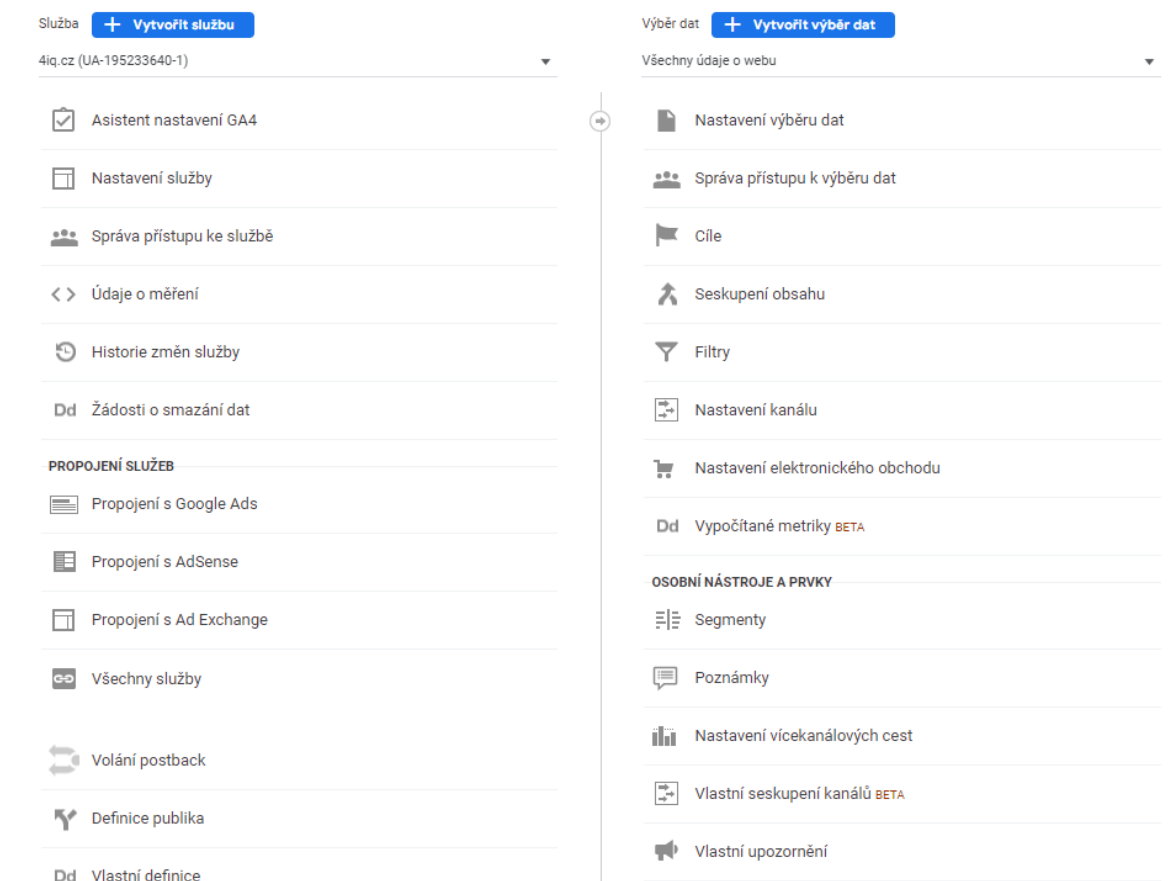 Služba
Vytvořit službu
4iq.cz (UA-195233640-1)
Asistent nastavení GA4
Nastavení služby
Správa přístupu ke službě
Údaje o měření
Historie změn služby
Dd Žádosti o smazání dat
PROPOJENÍ SLUŽEB
Propojení s Google Ads
Propojení s AdSense
Propojení s Ad Exchange
Všechny služby
Volání postback
Definice publika
Dd Vlastní definice
Výběr dat
Vytvořit výběr dat
Všechny údaje o webu
Nastavení výběru dat
Správa přístupu k výběru dat
Cíle
Seskupení obsahu
Filtry
Nastavení kanálu
Nastavení elektronického obchodu
Dd Vypočítané metriky BETA
OSOBNÍ NÁSTROJE A PRVKY
Segmenty
Poznámky
Nastavení vícekanálových cest
Vlastní seskupení kanálů BETA
Vlastní upozornění